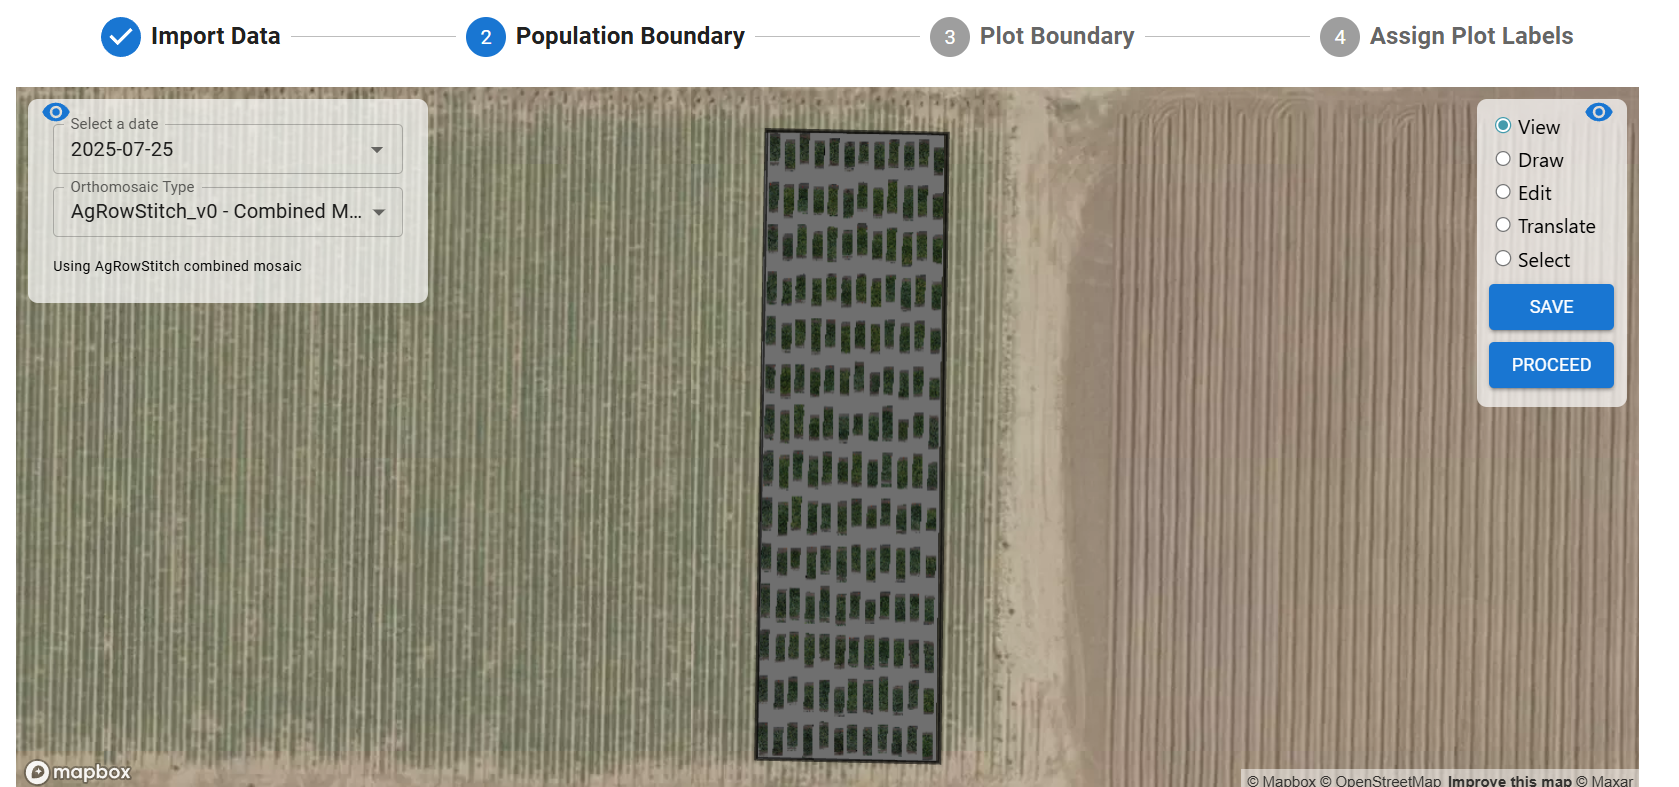 Import Data
2 Population Boundary
3 Plot Boundary
4 Assign Plot Labels
Select a date
2025-07-25
Orthomosaic Type
AgRowStitch_v0 - Combined M...
Using AgRowStitch combined mosaic
View
Draw
Edit
Translate
Select
SAVE
PROCEED
mapbox
© Mapbox © OpenStreetMap Improve this map © Maxar